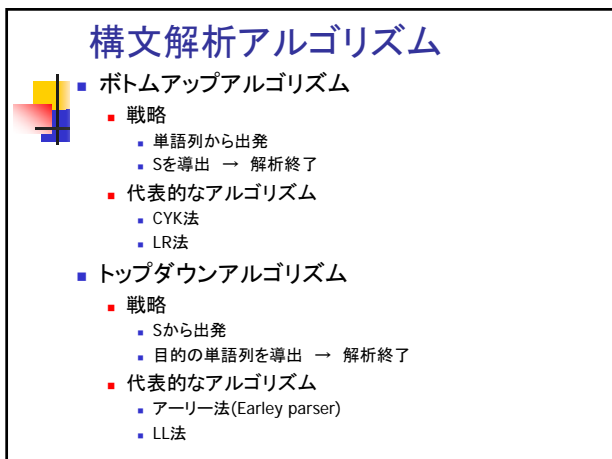 構文解析アルゴリズム
ボトムアップアルゴリズム
戦略
単語列から出発
Sを導出 → 解析終了
代表的なアルゴリズム
CYK法
LR法
トップダウンアルゴリズム
戦略
Sから出発
目的の単語列を導出 → 解析終了
代表的なアルゴリズム
アーリー法(Earley parser)
LL法